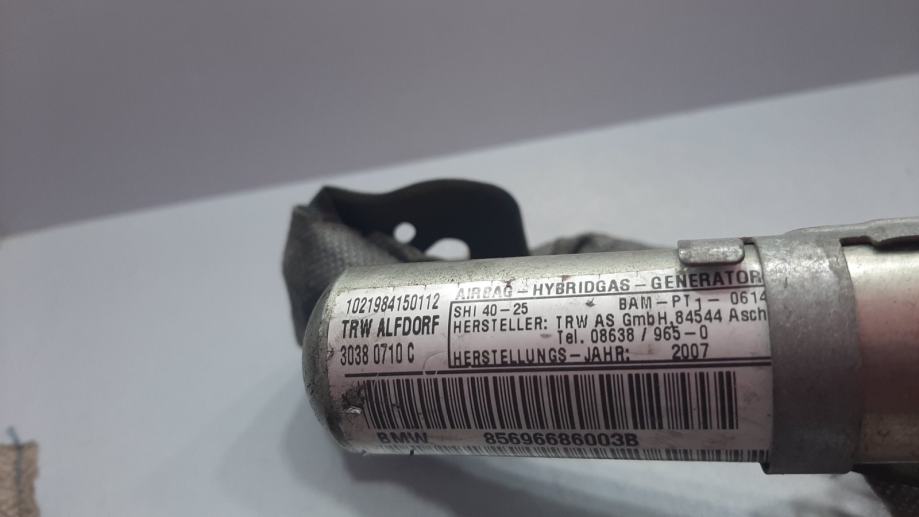 1021984150112
TRW ALFDORF
3038 0710 C
AIRBAG - HYBRIDGAS - GENERATOR
SHI 40-25 BAM-PT1- 0614
HERSTELLER: TRW AS GmbH,84544 Asch
Tel. 08638 / 965-0
HERSTELLUNGS-JAHR: 2007
BMW 85696686003B